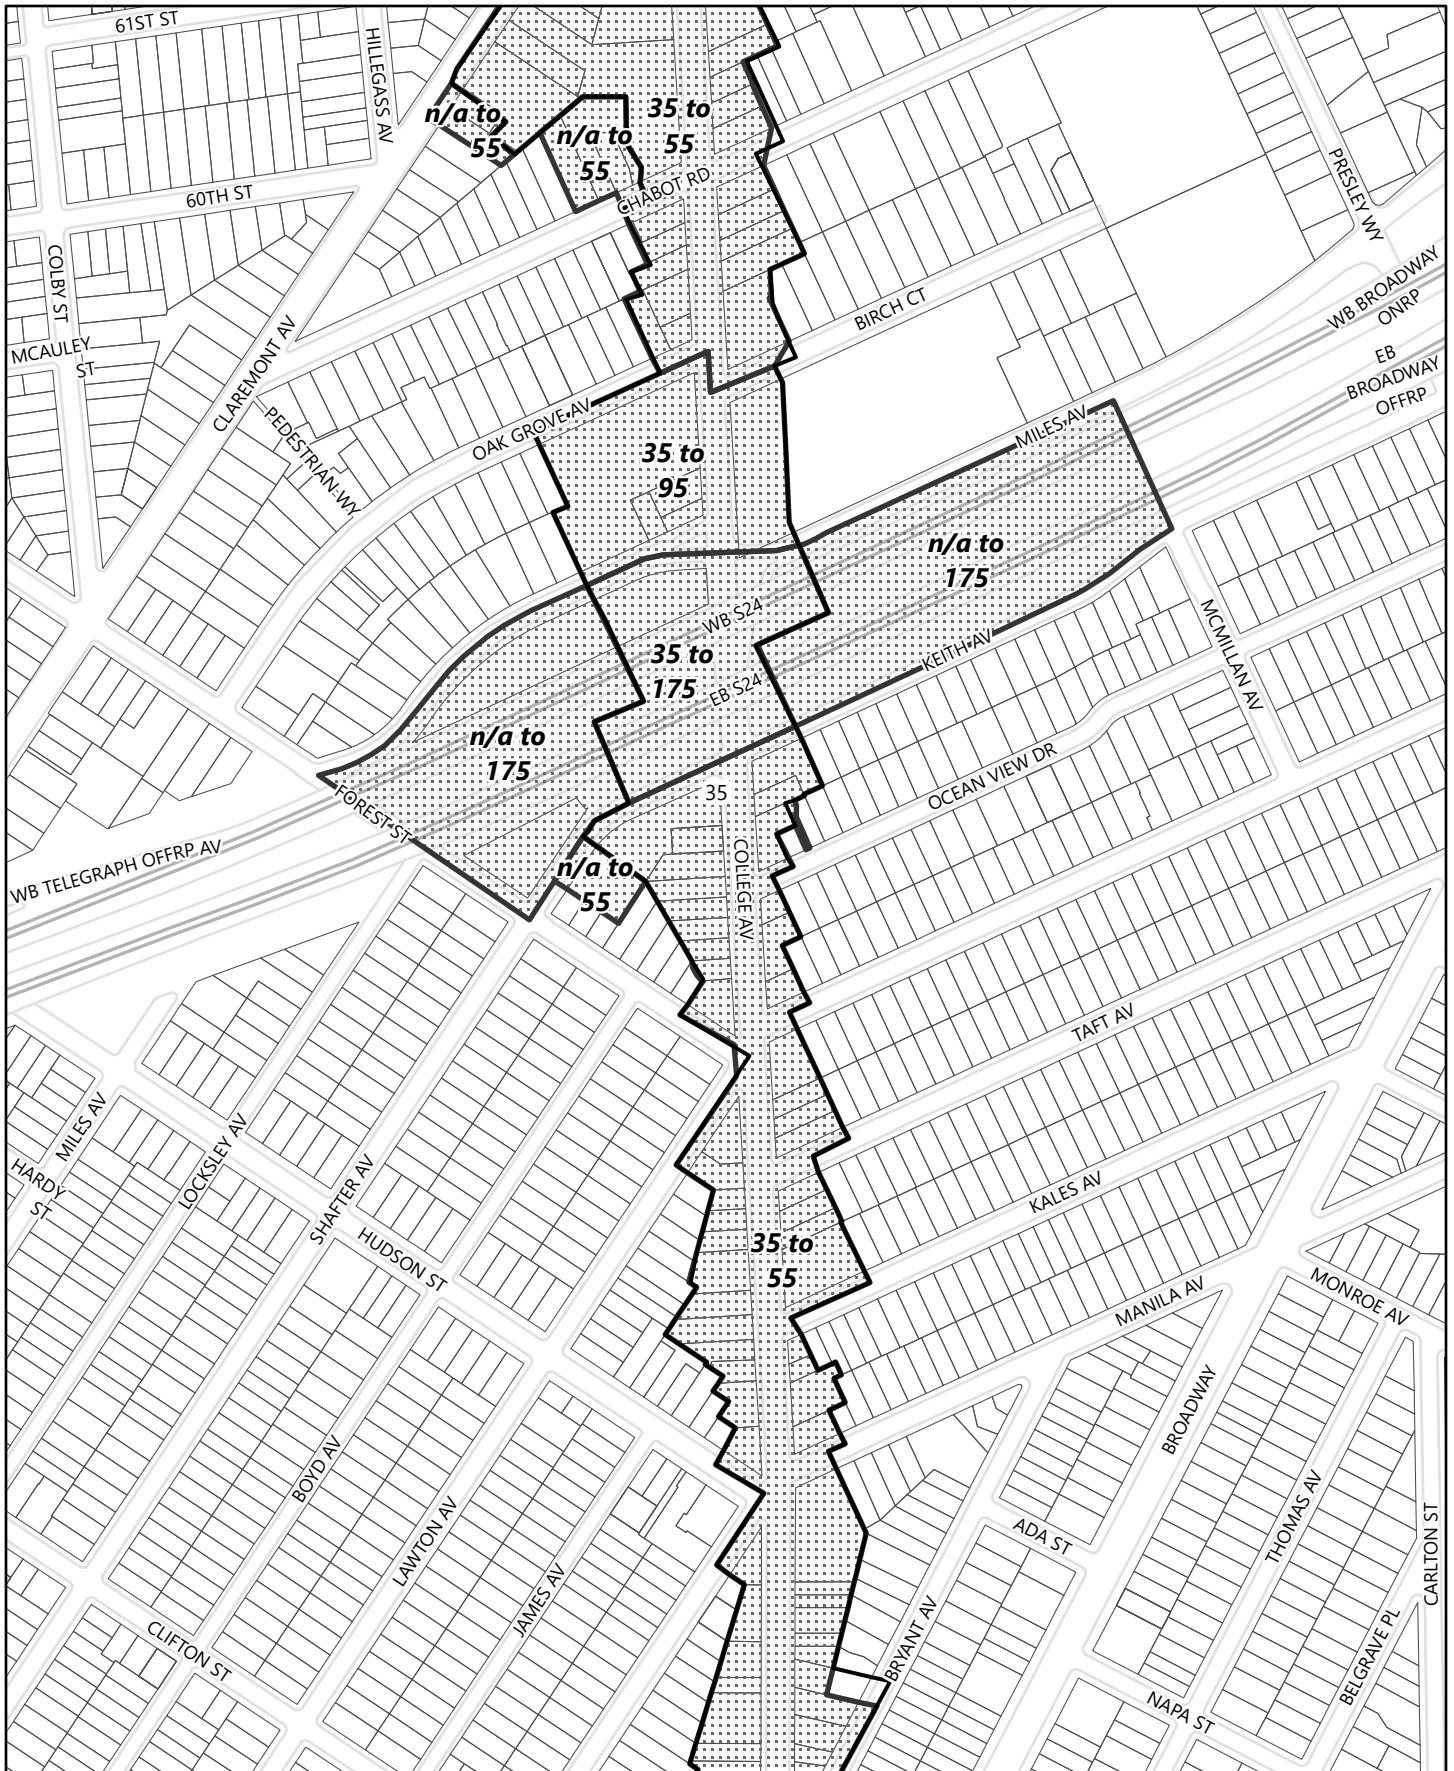 61ST ST
HILLEGASS AV
n/a to
55
n/a to
55
35 to
55
CHABOT RD
60TH ST
PRESLEY WY
COLBY ST
BIRCH CT
WB BROADWAY
ONRP
EB
BROADWAY
OFFRP
MCAULEY
ST
CLAREMONT AV
PEDESTRIAN WY
OAK GROVE AV
MILES AV
35 to
95
n/a to
175
WB S24
KEITH AV
MCMILLAN AV
35 to
175
EB S24
n/a to
175
OCEAN VIEW DR
FOREST ST
35
WB TELEGRAPH OFFRP AV
n/a to
55
COLLEGE AV
TAFT AV
MILES AV
HARDY
ST
LOCKSLEY AV
SHAFTER AV
HUDSON ST
KALES AV
35 to
55
MANILA AV
MONROE AV
BROADWAY
BOYD AV
LAWTON AV
JAMES AV
ADA ST
THOMAS AV
CARLTON ST
CLIFTON ST
BRYANT AV
BELGRAVE PL
NAPA ST